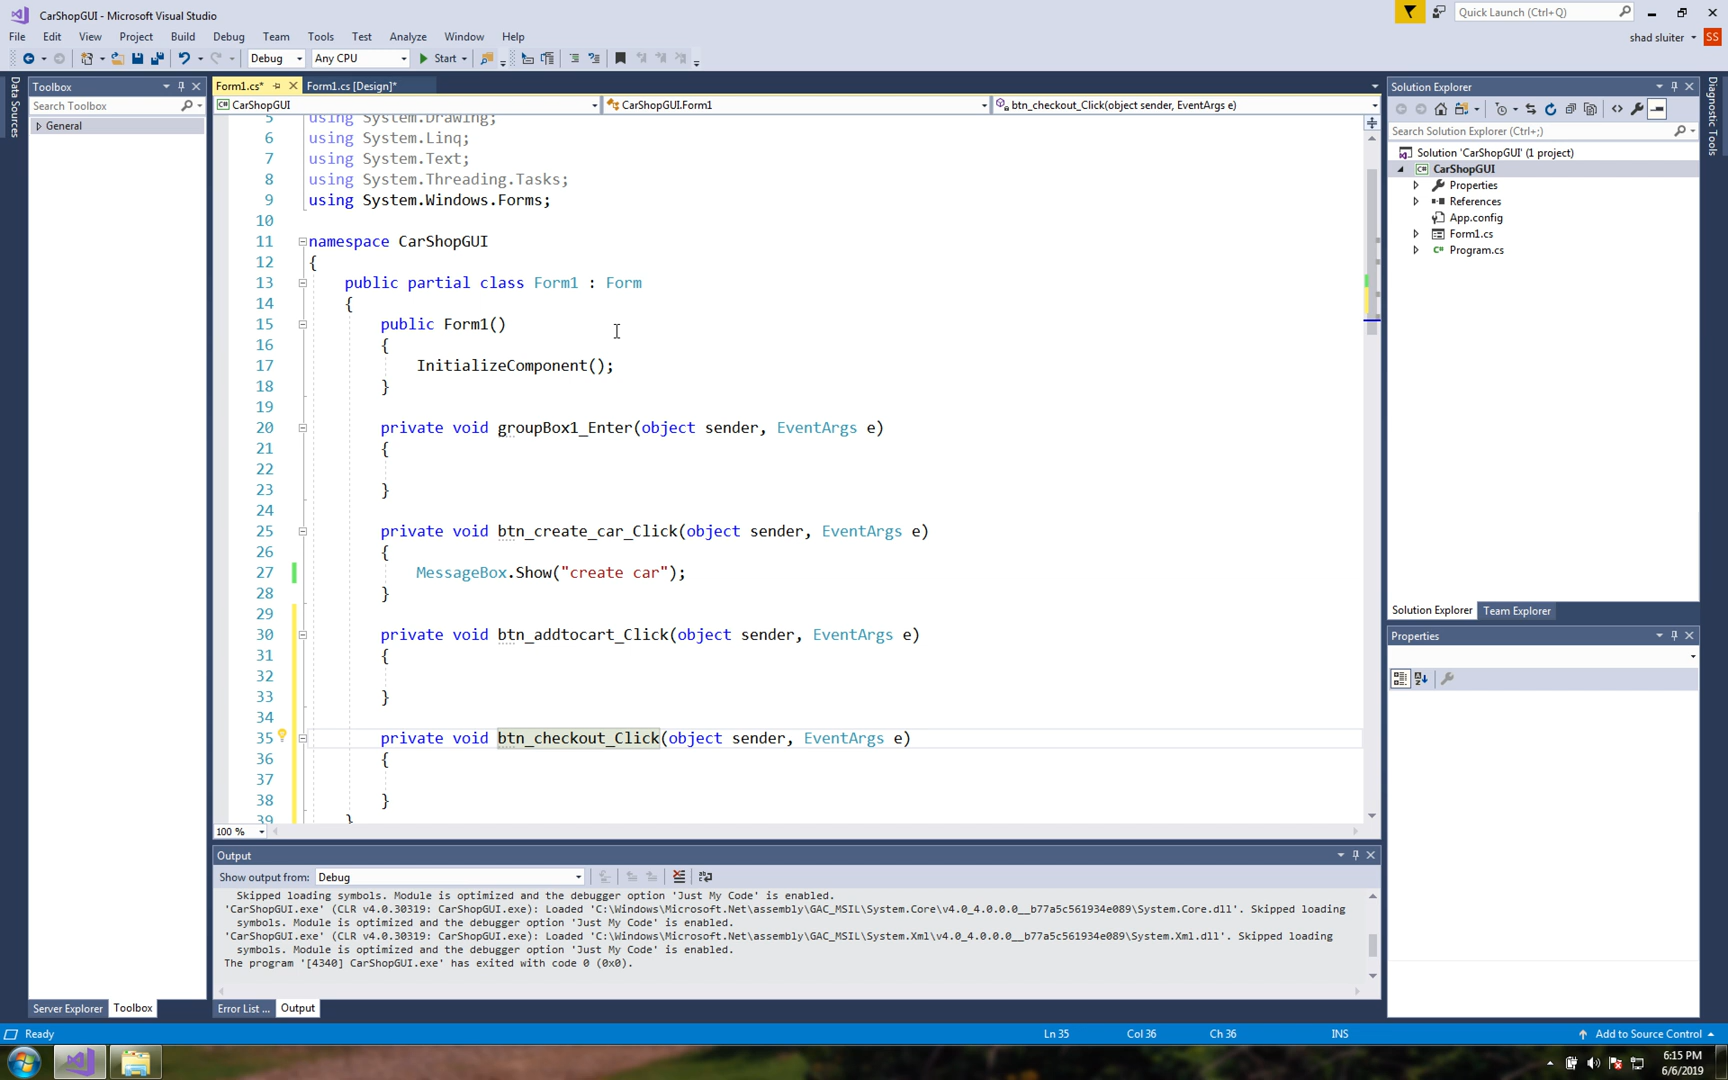 CarShopGUI - Microsoft Visual Studio
Quick Launch (Ctrl+Q)
File Edit View Project Build Debug Team Tools Test Analyze Window Help
shad sluiter SS
Debug Any CPU Start
Data Sources
Toolbox
Search Toolbox
General
Form1.cs* Form1.cs [Design]*
CarShopGUI CarShopGUI.Form1 btn_checkout_Click(object sender, EventArgs e)
5 using System.Drawing;
6 using System.Linq;
7 using System.Text;
8 using System.Threading.Tasks;
9 using System.Windows.Forms;
10
11 namespace CarShopGUI
12 {
13 public partial class Form1 : Form
14 {
15 public Form1()
16 {
17 InitializeComponent();
18 }
19
20 private void groupBox1_Enter(object sender, EventArgs e)
21 {
22
23 }
24
25 private void btn_create_car_Click(object sender, EventArgs e)
26 {
27 MessageBox.Show("create car");
28 }
29
30 private void btn_addtocart_Click(object sender, EventArgs e)
31 {
32
33 }
34
35 private void btn_checkout_Click(object sender, EventArgs e)
36 {
37
38 }
39 }
100 %
Output
Show output from: Debug
Skipped loading symbols. Module is optimized and the debugger option 'Just My Code' is enabled.
'CarShopGUI.exe' (CLR v4.0.30319: CarShopGUI.exe): Loaded 'C:\Windows\Microsoft.Net\assembly\GAC_MSIL\System.Core\v4.0_4.0.0.0__b77a5c561934e089\System.Core.dll'. Skipped loading
symbols. Module is optimized and the debugger option 'Just My Code' is enabled.
'CarShopGUI.exe' (CLR v4.0.30319: CarShopGUI.exe): Loaded 'C:\Windows\Microsoft.Net\assembly\GAC_MSIL\System.Xml\v4.0_4.0.0.0__b77a5c561934e089\System.Xml.dll'. Skipped loading
symbols. Module is optimized and the debugger option 'Just My Code' is enabled.
The program '[4340] CarShopGUI.exe' has exited with code 0 (0x0).
Server Explorer Toolbox
Error List ... Output
Solution Explorer
Search Solution Explorer (Ctrl+;)
Solution 'CarShopGUI' (1 project)
CarShopGUI
Properties
References
App.config
Form1.cs
Program.cs
Solution Explorer Team Explorer
Properties
Diagnostic Tools
Ready Ln 35 Col 36 Ch 36 INS Add to Source Control
6:15 PM
6/6/2019